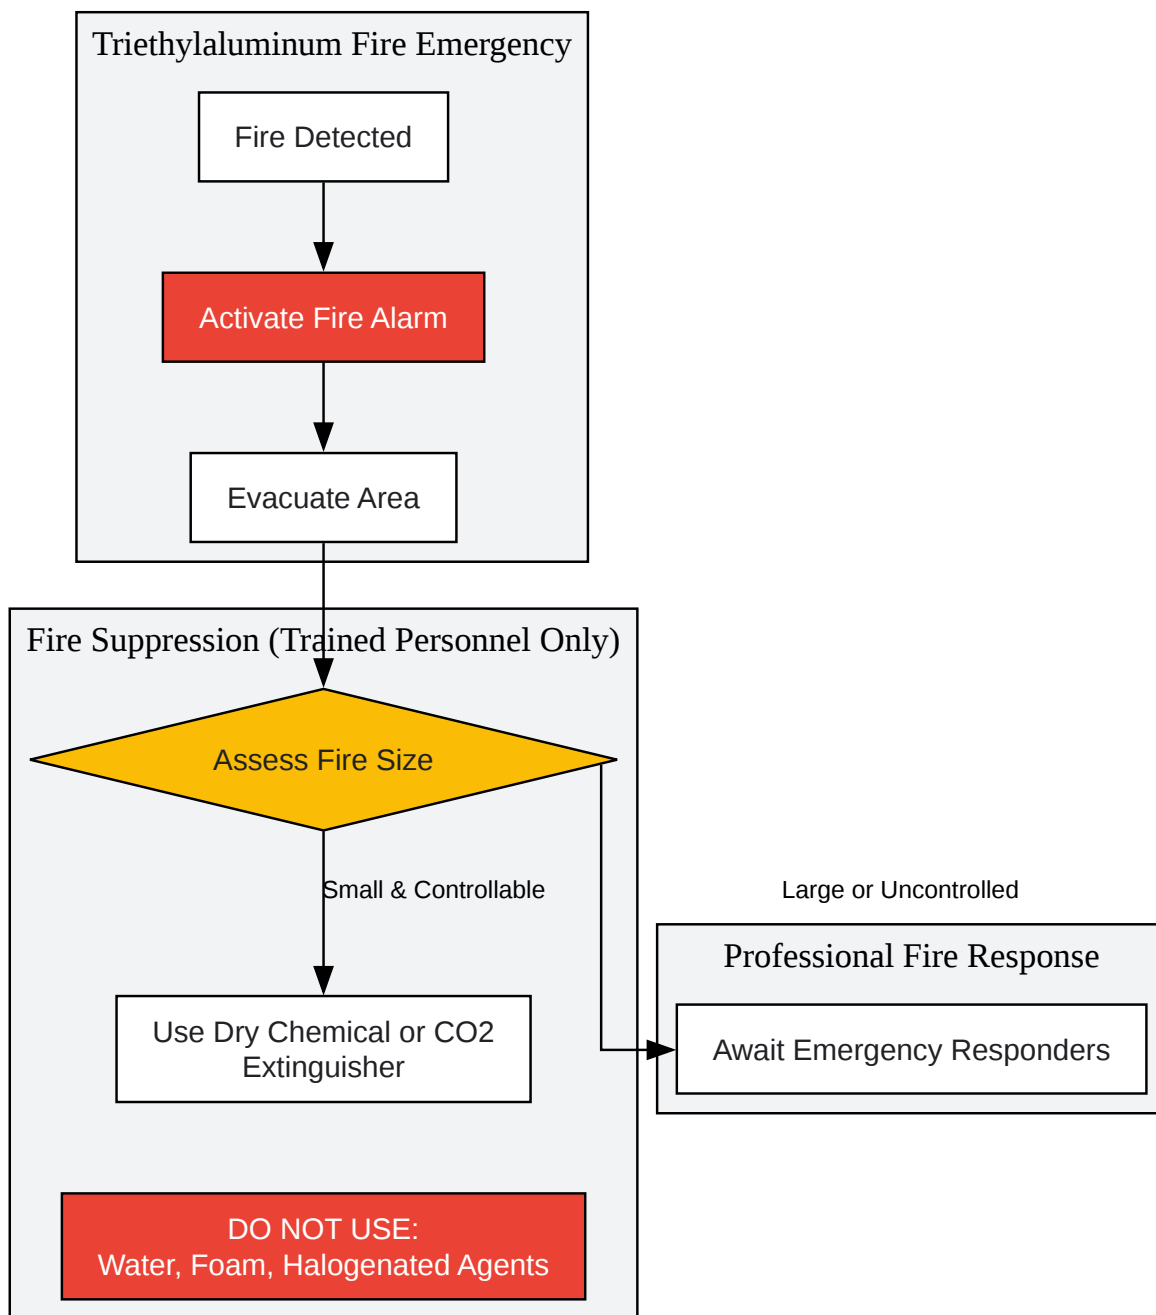 Triethylaluminum Fire Emergency
Fire Detected
Activate Fire Alarm
Evacuate Area
Fire Suppression (Trained Personnel Only)
Assess Fire Size
Small & Controllable
Large or Uncontrolled
Professional Fire Response
Use Dry Chemical or CO2
Extinguisher
Await Emergency Responders
DO NOT USE:
Water, Foam, Halogenated Agents